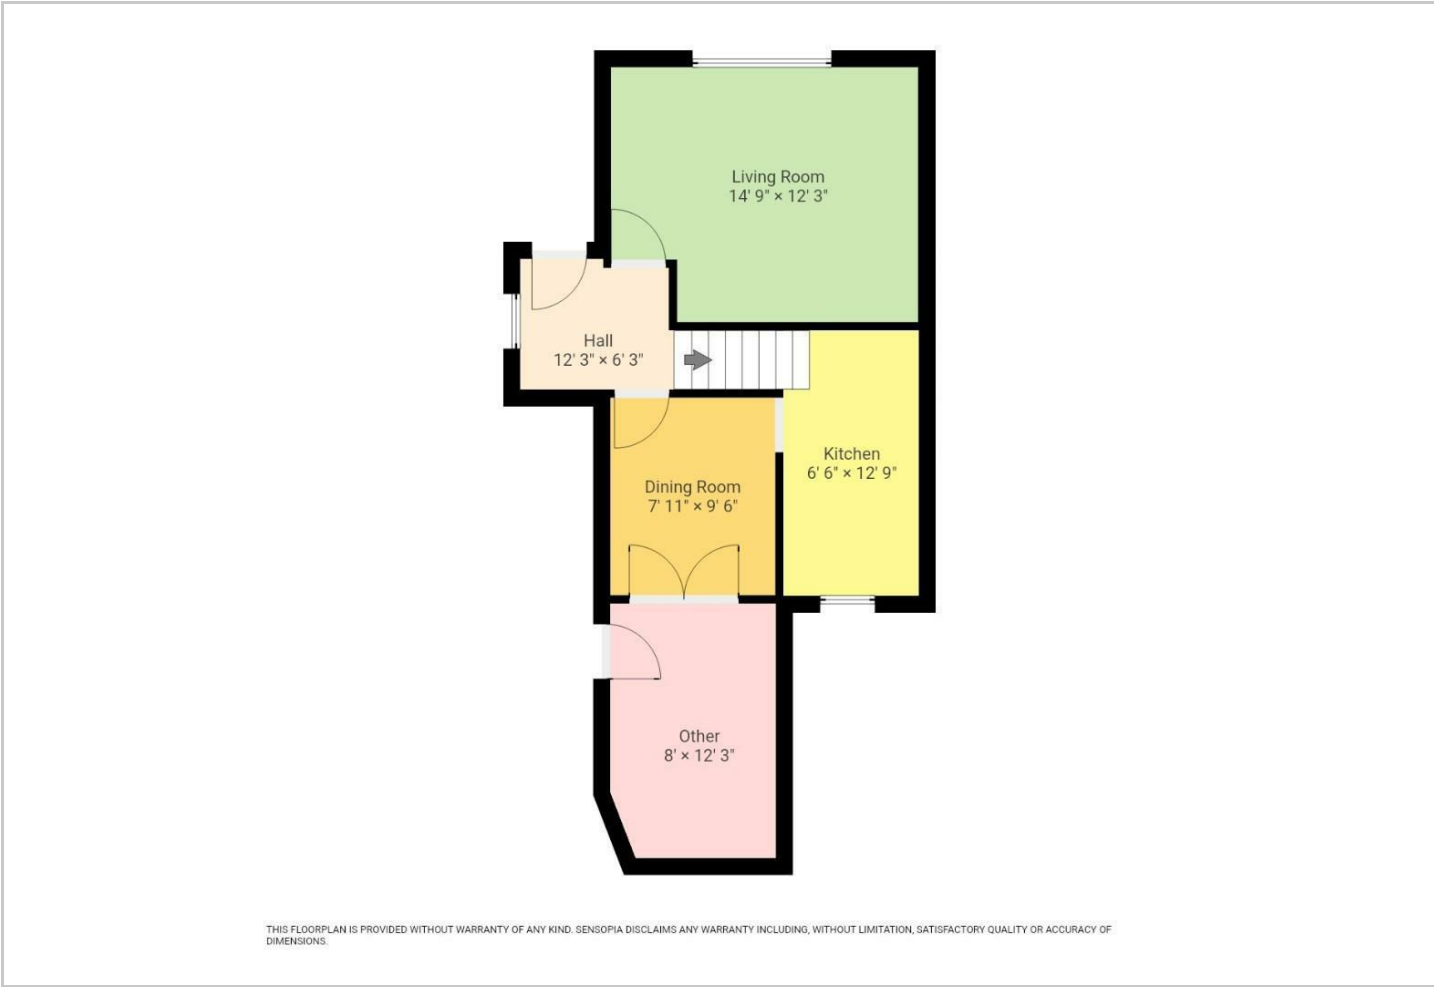 Living Room
14' 9" × 12' 3"
Hall
12' 3" × 6' 3"
Kitchen
6' 6" × 12' 9"
Dining Room
7' 11" × 9' 6"
Other
8' × 12' 3"
THIS FLOORPLAN IS PROVIDED WITHOUT WARRANTY OF ANY KIND. SENSOPIA DISCLAIMS ANY WARRANTY INCLUDING, WITHOUT LIMITATION, SATISFACTORY QUALITY OR ACCURACY OF
DIMENSIONS.